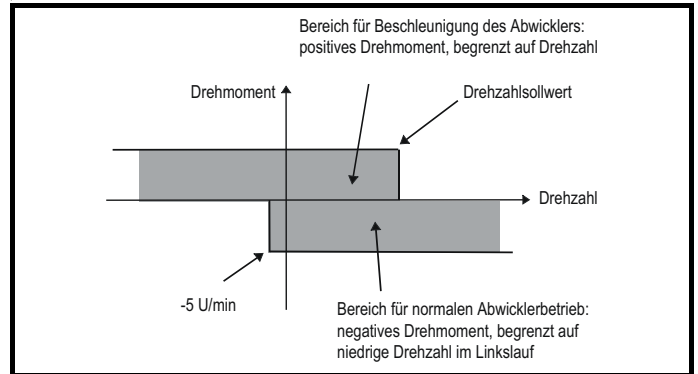 Bereich für Beschleunigung des Abwicklers:
positives Drehmoment, begrenzt auf Drehzahl
Drehmoment
Drehzahlsollwert
Drehzahl
-5 U/min
Bereich für normalen Abwicklerbetrieb:
negatives Drehmoment, begrenzt auf
niedrige Drehzahl im Linkslauf